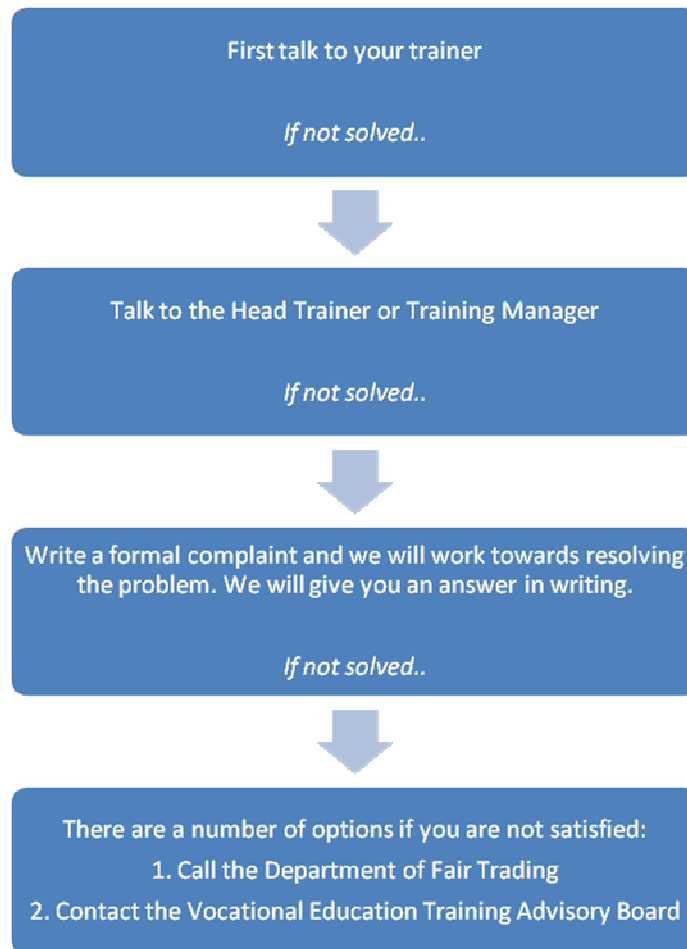 First talk to your trainer
If not solved..
Talk to the Head Trainer or Training Manager
If not solved..
Write a formal complaint and we will work towards resolving
the problem. We will give you an answer in writing.
If not solved..
There are a number of options if you are not satisfied:
1. Call the Department of Fair Trading
2. Contact the Vocational Education Training Advisory Board